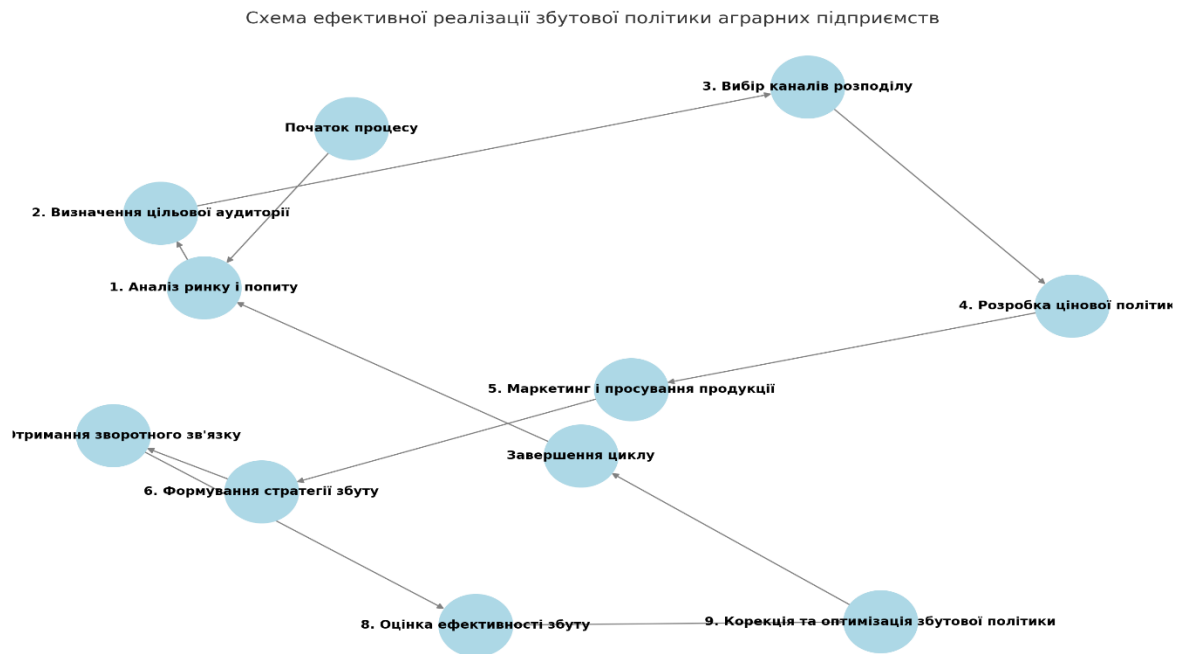 Схема ефективної реалізації збутової політики аграрних підприємств
3. Вибір каналів розподілу
Початок процесу
2. Визначення цільової аудиторії
1. Аналіз ринку і попиту
4. Розробка цінової політик
5. Маркетинг і просування продукції
тримання зворотного зв'язку
Завершення циклу
6. Формування стратегії збуту
8. Оцінка ефективності збуту
9. Корекція та оптимізація збутової політики